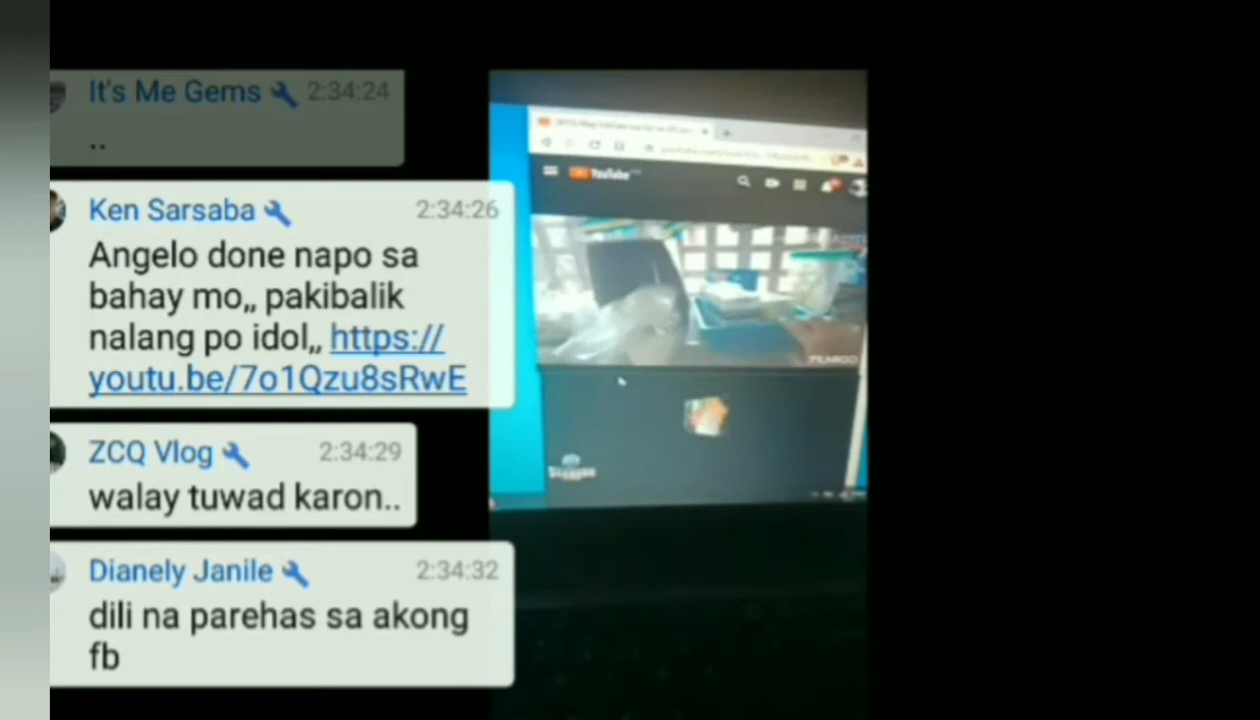 It's Me Gems 2:34:24
..
Ken Sarsaba 2:34:26
Angelo done napo sa
bahay mo,, pakibalik
nalang po idol,, https://
youtu.be/7o1Qzu8sRwE
ZCQ Vlog 2:34:29
walay tuwad karon..
Dianely Janile 2:34:32
dili na parehas sa akong
fb
YouTube